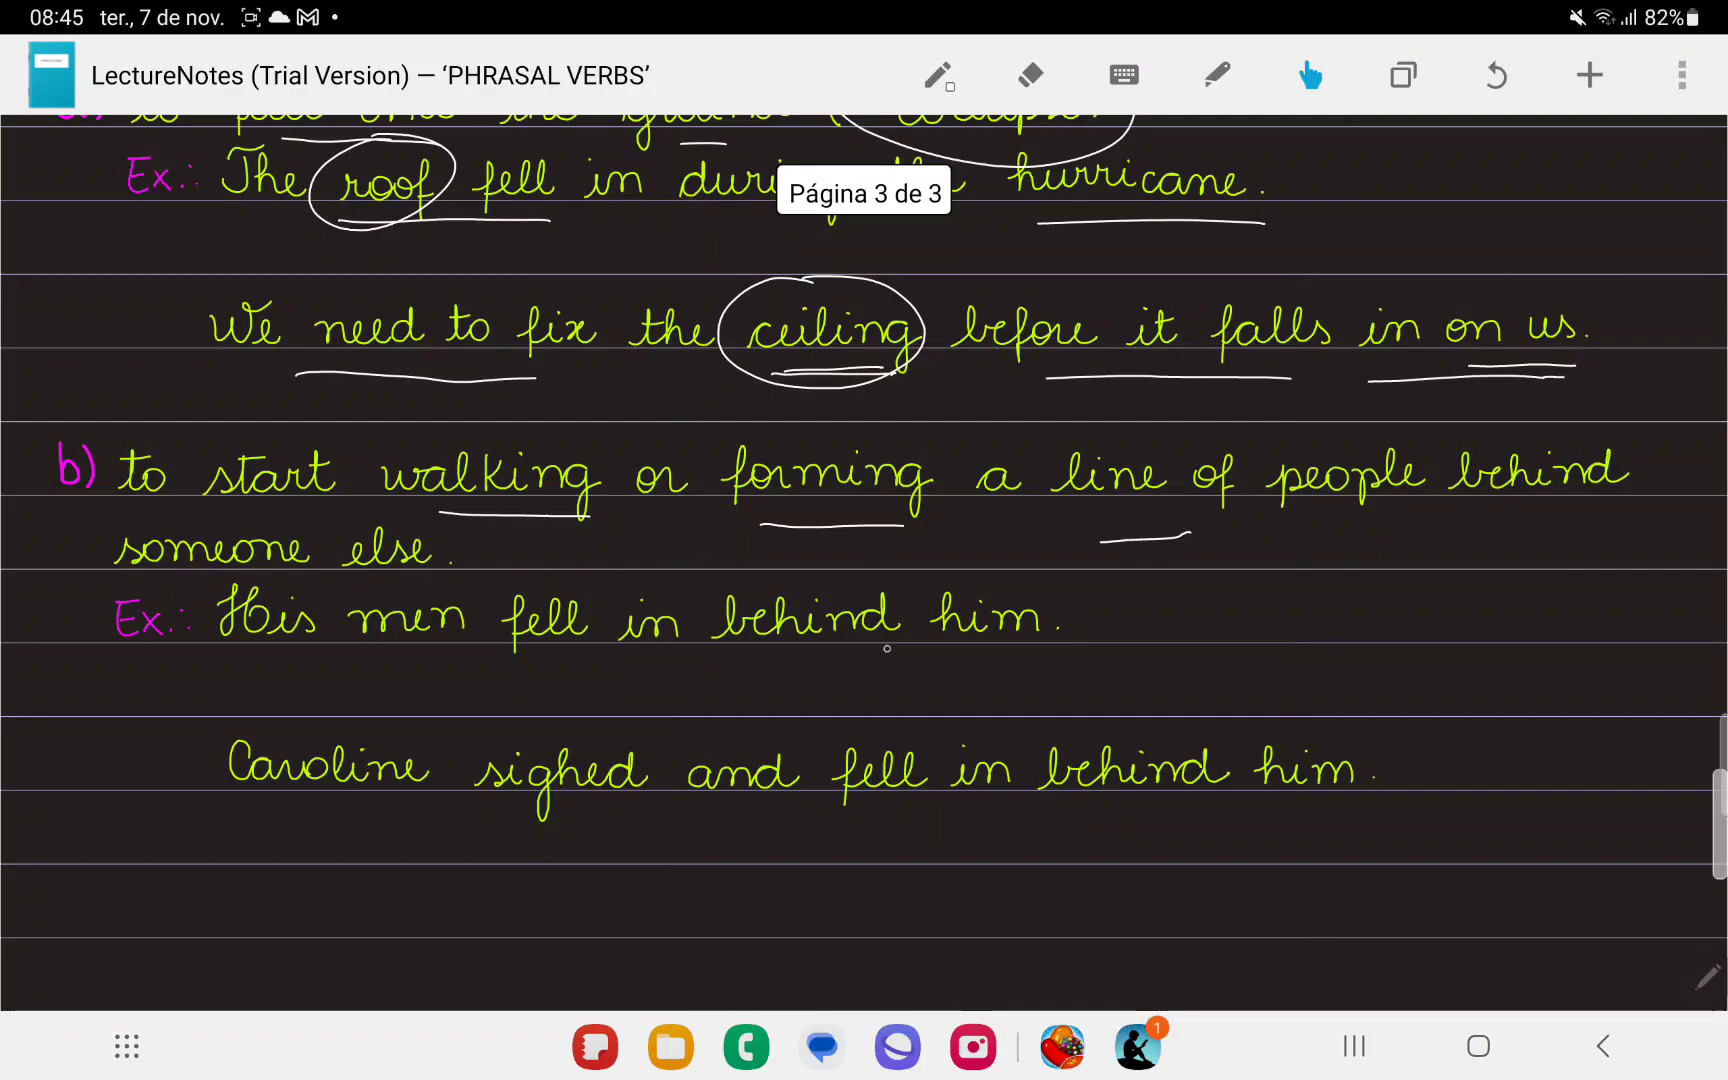 08:45 ter., 7 de nov. 82%
LectureNotes (Trial Version) — ‘PHRASAL VERBS’
Ex.: The roof fell in hurricane.
Página 3 de 3
We need to fix the ceiling before it falls in on us.
b) to start walking or forming a line of people behind
someone else.
Ex.: His men fell in behind him.
Caroline sighed and fell in behind him.
1